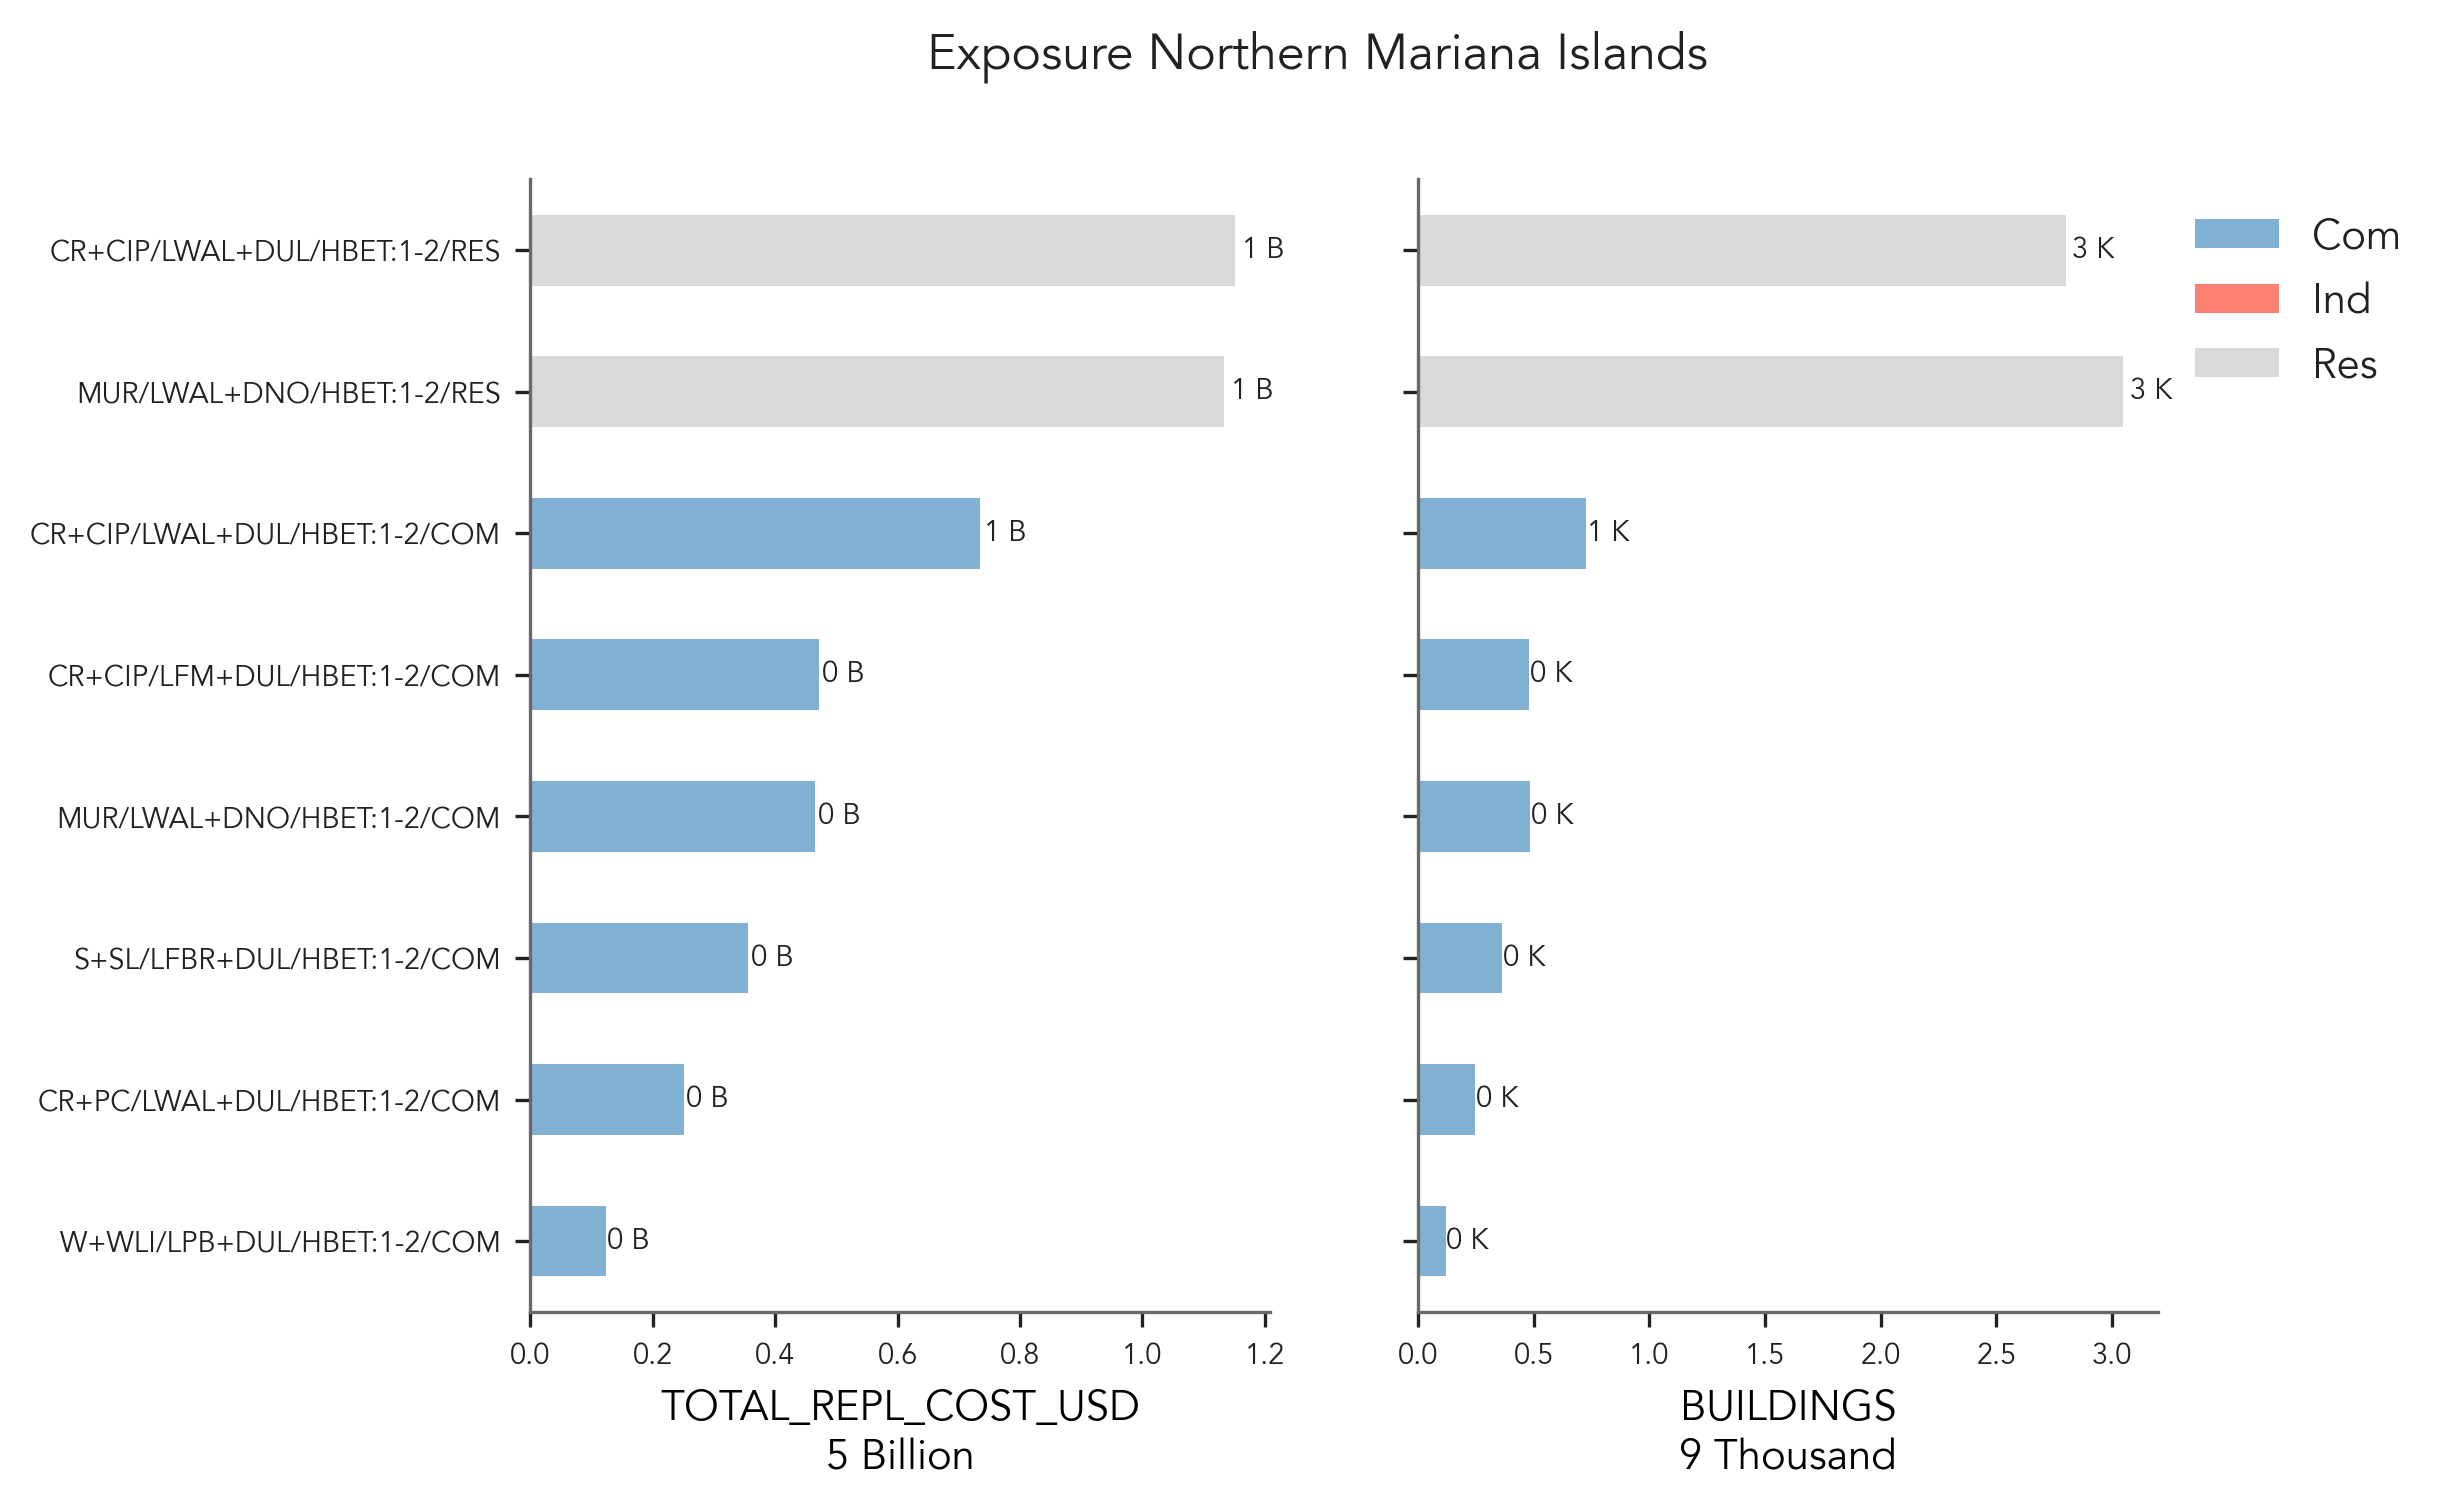 Exposure Northern Mariana Islands
CR+CIP/LWAL+DUL/HBET:1-2/RES
MUR/LWAL+DNO/HBET:1-2/RES
CR+CIP/LWAL+DUL/HBET:1-2/COM
CR+CIP/LFM+DUL/HBET:1-2/COM
MUR/LWAL+DNO/HBET:1-2/COM
S+SL/LFBR+DUL/HBET:1-2/COM
CR+PC/LWAL+DUL/HBET:1-2/COM
W+WLI/LPB+DUL/HBET:1-2/COM
1 B
1 B
1 B
0 B
0 B
0 B
0 B
0 B
0.0 0.2 0.4 0.6 0.8 1.0 1.2
TOTAL_REPL_COST_USD
5 Billion
3 K
3 K
1 K
0 K
0 K
0 K
0 K
0 K
0.0 0.5 1.0 1.5 2.0 2.5 3.0
BUILDINGS
9 Thousand
Com
Ind
Res